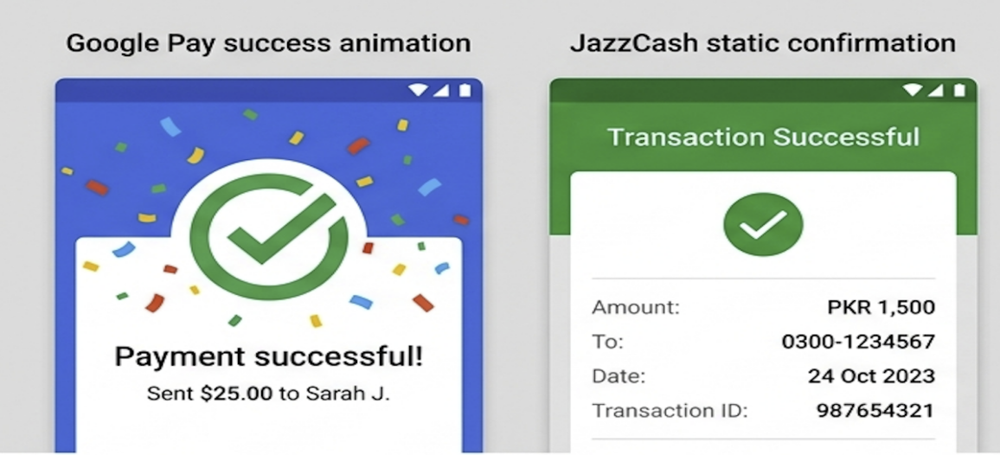 Google Pay success animation
Payment successful!
Sent $25.00 to Sarah J.
JazzCash static confirmation
Transaction Successful
Amount: PKR 1,500
To: 0300-1234567
Date: 24 Oct 2023
Transaction ID: 987654321